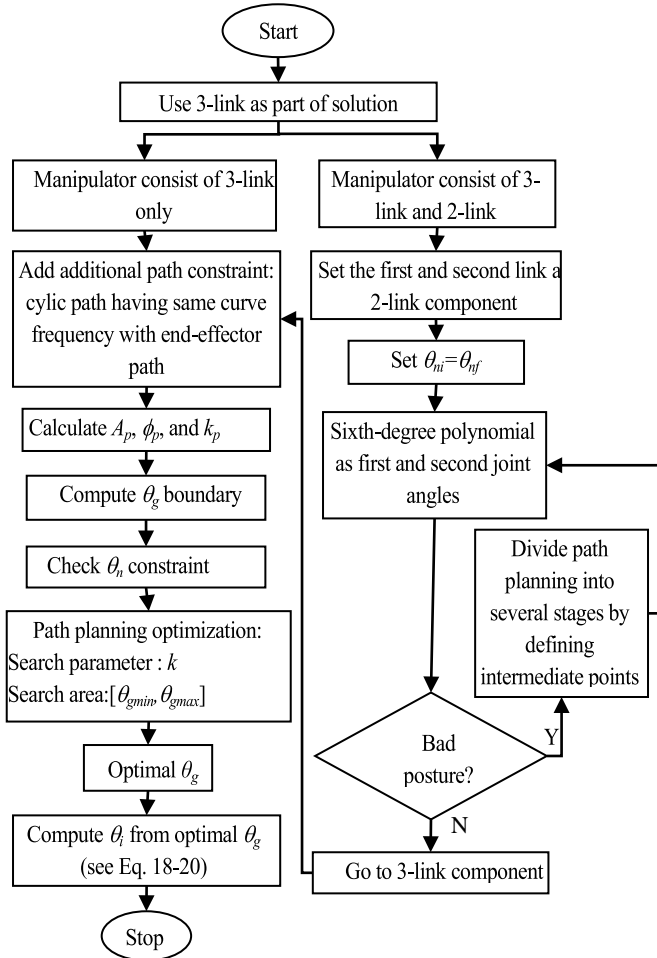 Start
Use 3-link as part of solution
Manipulator consist of 3-link
only
Add additional path constraint:
cylic path having same curve
frequency with end-effector
path
Calculate Aₚ, ϕₚ, and kₚ
Compute θg boundary
Check θₙ constraint
Path planning optimization:
Search parameter : k
Search area:[θgmin,θgmax]
Optimal θg
Compute θᵢ from optimal θg
(see Eq. 18-20)
Stop
Manipulator consist of 3-
link and 2-link
Set the first and second link a
2-link component
Set θni=θnf
Sixth-degree polynomial
as first and second joint
angles
Divide path
planning into
several stages by
defining
intermediate points
Bad
posture?
Y
N
Go to 3-link component